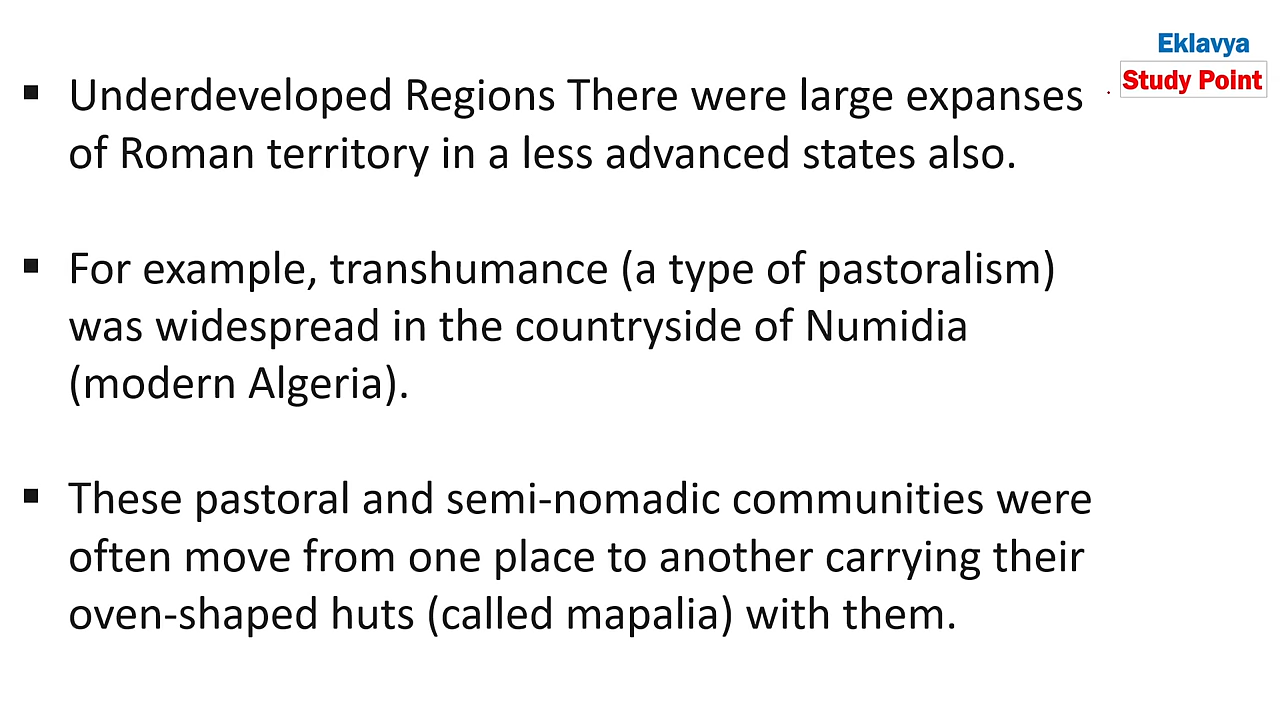 Eklavya
Study Point
▪ Underdeveloped Regions There were large expanses
of Roman territory in a less advanced states also.
▪ For example, transhumance (a type of pastoralism)
was widespread in the countryside of Numidia
(modern Algeria).
▪ These pastoral and semi-nomadic communities were
often move from one place to another carrying their
oven-shaped huts (called mapalia) with them.